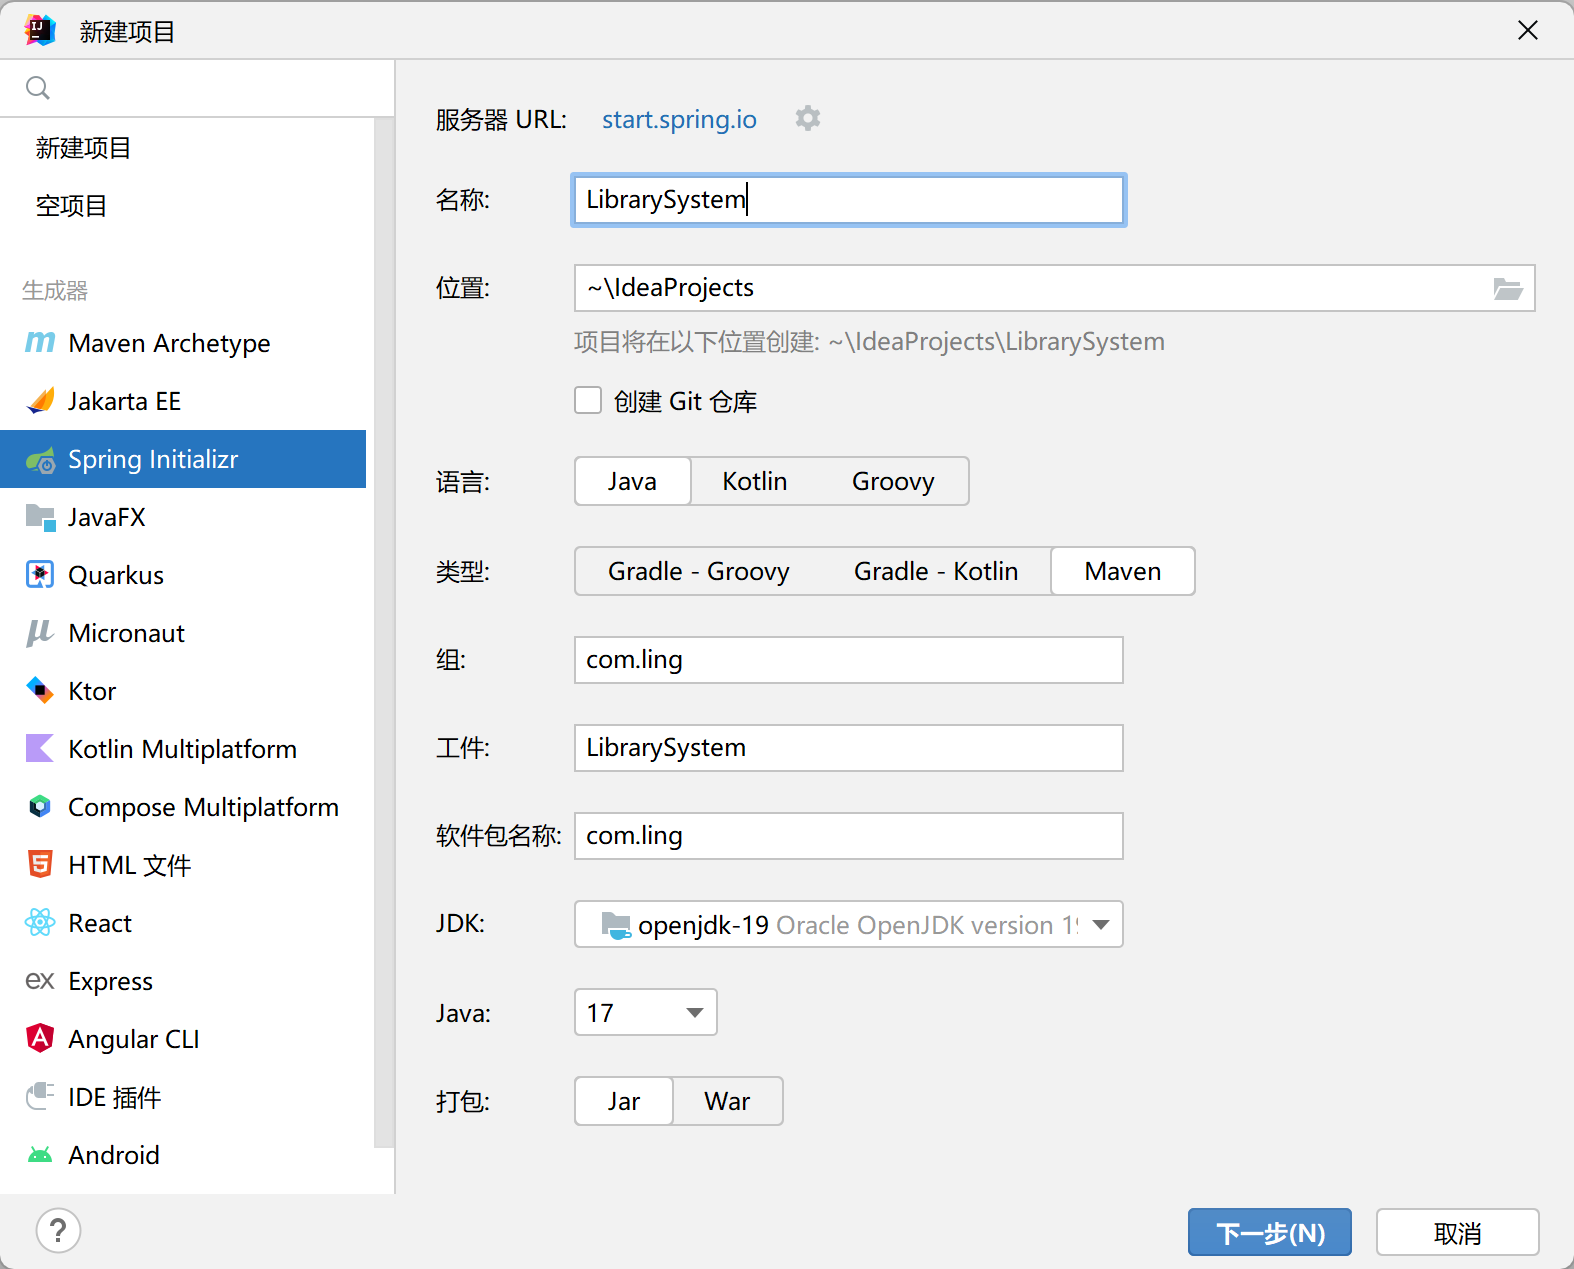 新建项目
新建项目
空项目
生成器
Maven Archetype
Jakarta EE
Spring Initializr
JavaFX
Quarkus
Micronaut
Ktor
Kotlin Multiplatform
Compose Multiplatform
HTML 文件
React
ex Express
Angular CLI
IDE 插件
Android
服务器 URL: start.spring.io
名称: LibrarySystem
位置: ~\IdeaProjects
项目将在以下位置创建: ~\IdeaProjects\LibrarySystem
创建 Git 仓库
语言: Java Kotlin Groovy
类型: Gradle - Groovy Gradle - Kotlin Maven
组: com.ling
工件: LibrarySystem
软件包名称: com.ling
JDK: openjdk-19 Oracle OpenJDK version
Java: 17
打包: Jar War
? 下一步(N) 取消